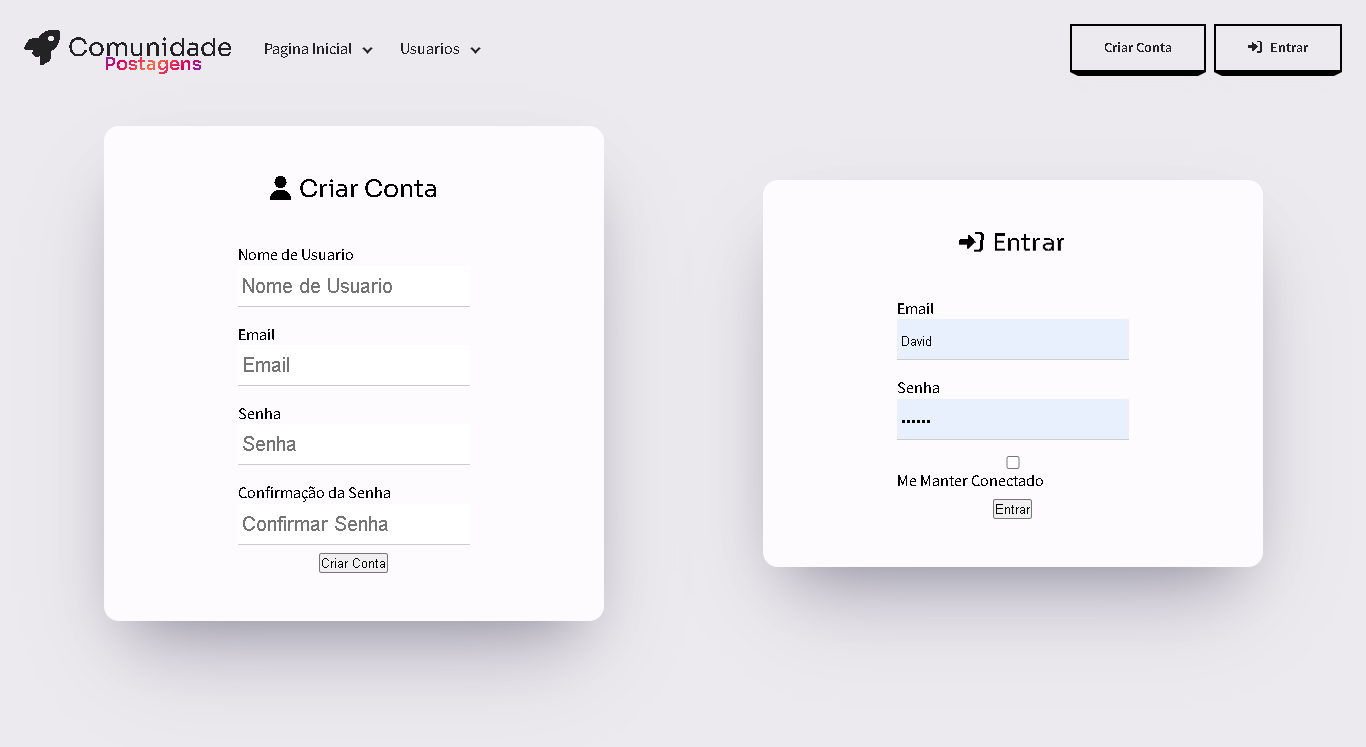 Comunidade
Postagens
Pagina Inicial
Usuarios
Criar Conta
Entrar
Criar Conta
Nome de Usuario
Nome de Usuario
Email
Email
Senha
Senha
Confirmação da Senha
Confirmar Senha
Criar Conta
Entrar
Email
David
Senha
••••••
Me Manter Conectado
Entrar